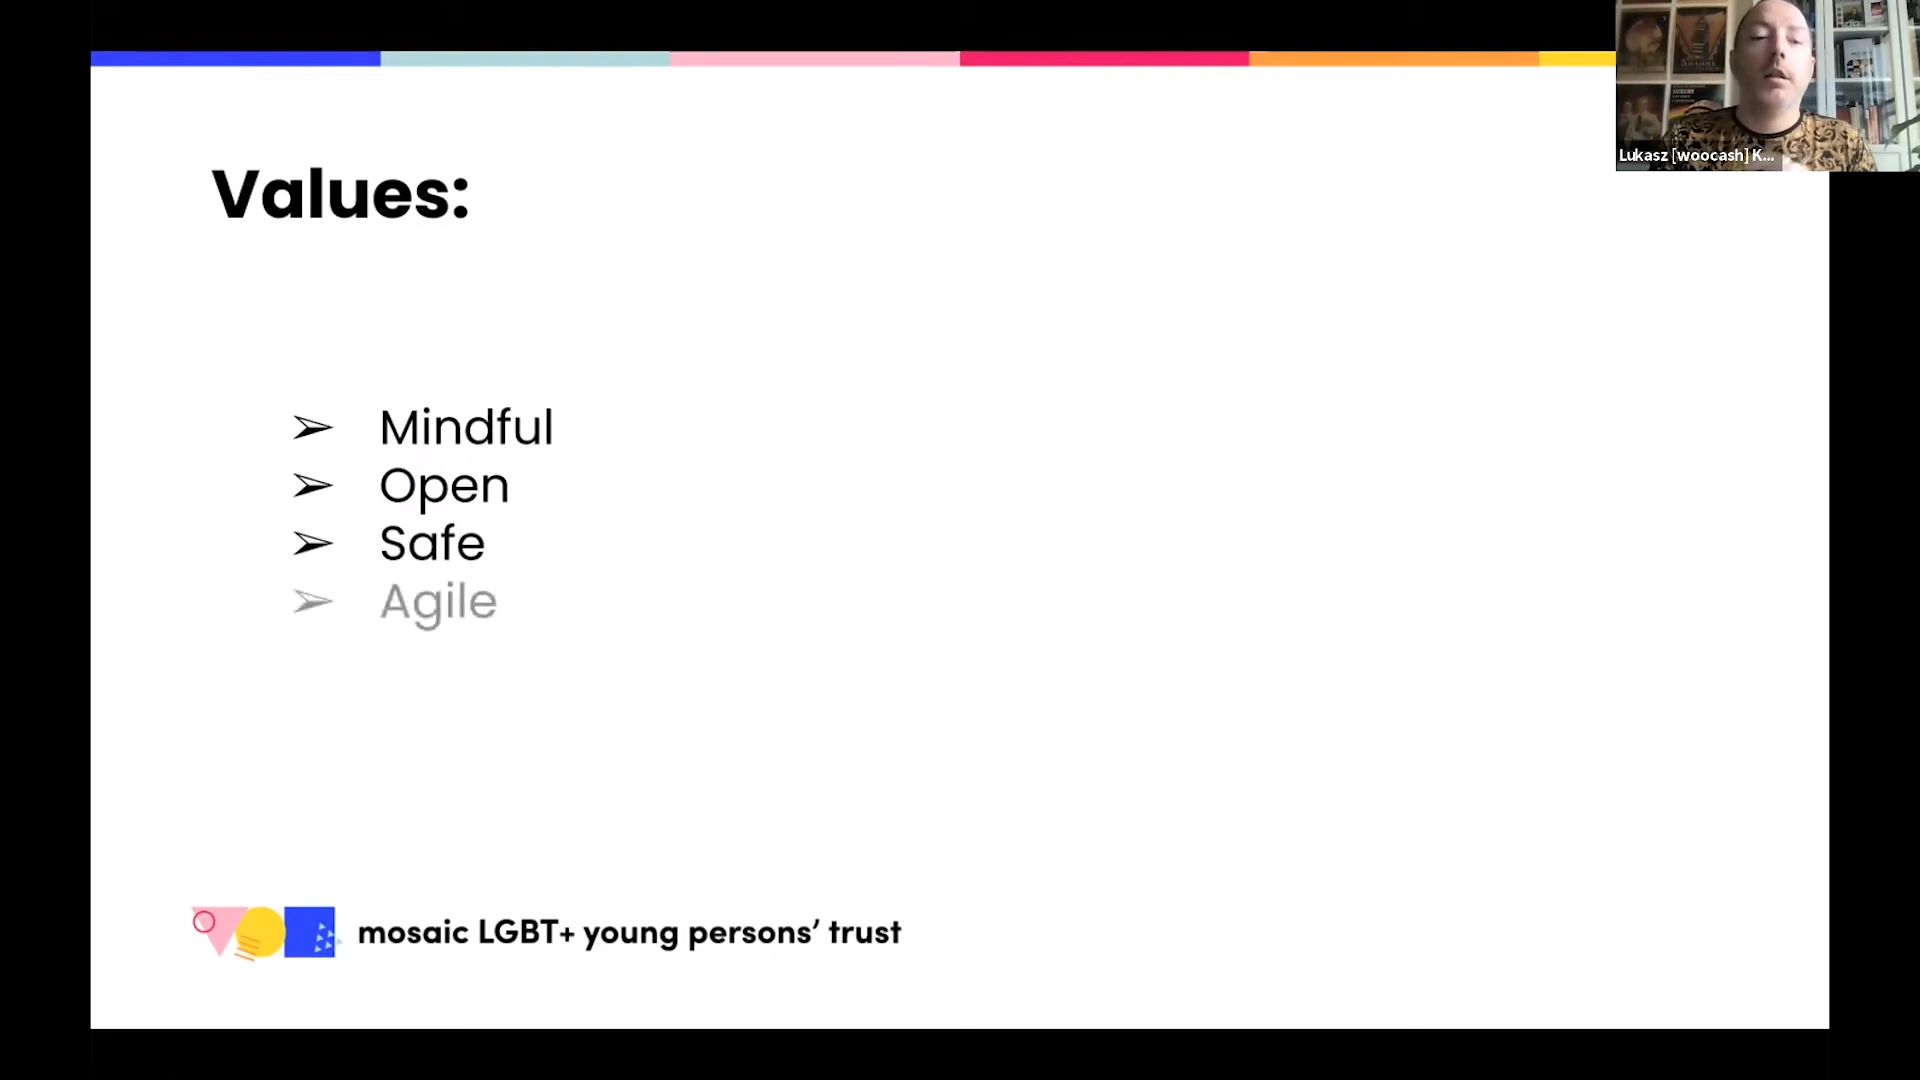 Values:
➢ Mindful
➢ Open
➢ Safe
➢ Agile
mosaic LGBT+ young persons’ trust
Lukasz [woocash] K...